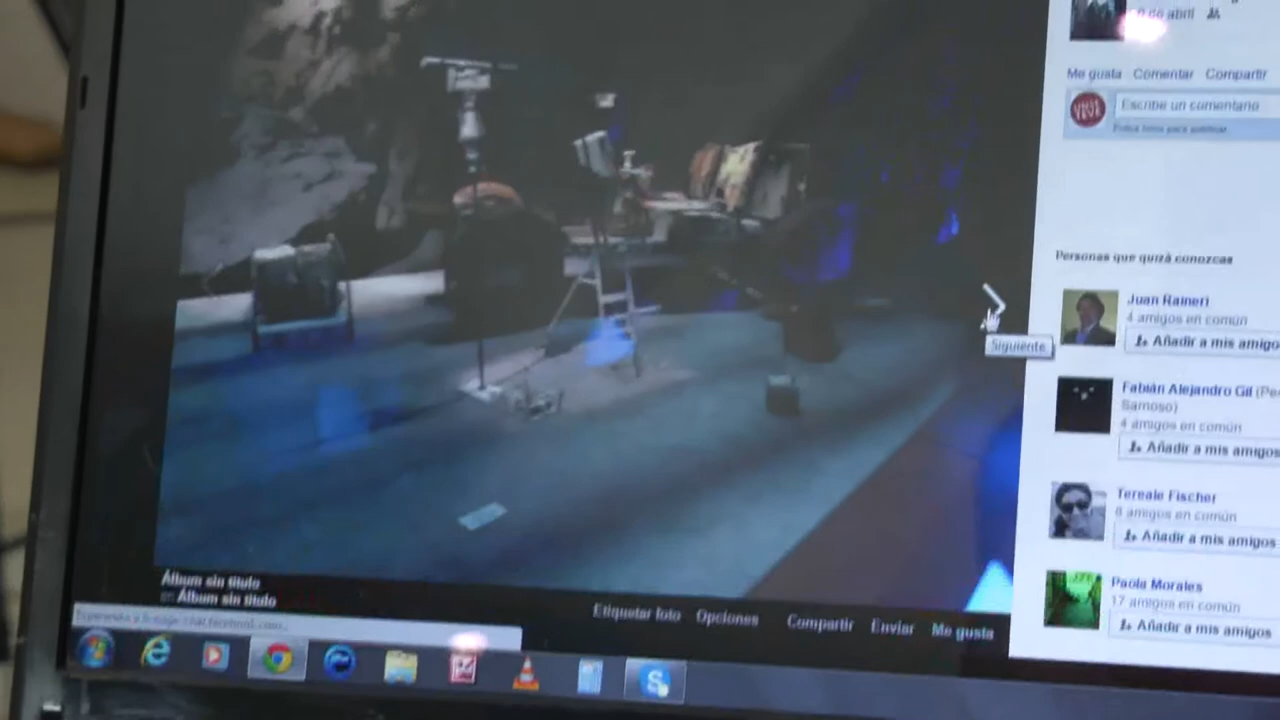 de abril
Me gusta Comentar Compartir
Escribe un comentario
Personas que quizá conozcas
Juan Raineri
4 amigos en común
Añadir a mis amigo
Siguiente
Fabián Alejandro Gil (Pe
Samoso)
4 amigos en común
Añadir a mis amigos
Tereale Fischer
8 amigos en común
Añadir a mis amigos
Paola Morales
17 amigos en común
Añadir a mis amigos
Álbum sin título
en Álbum sin título
Etiquetar foto Opciones Compartir Enviar Me gusta